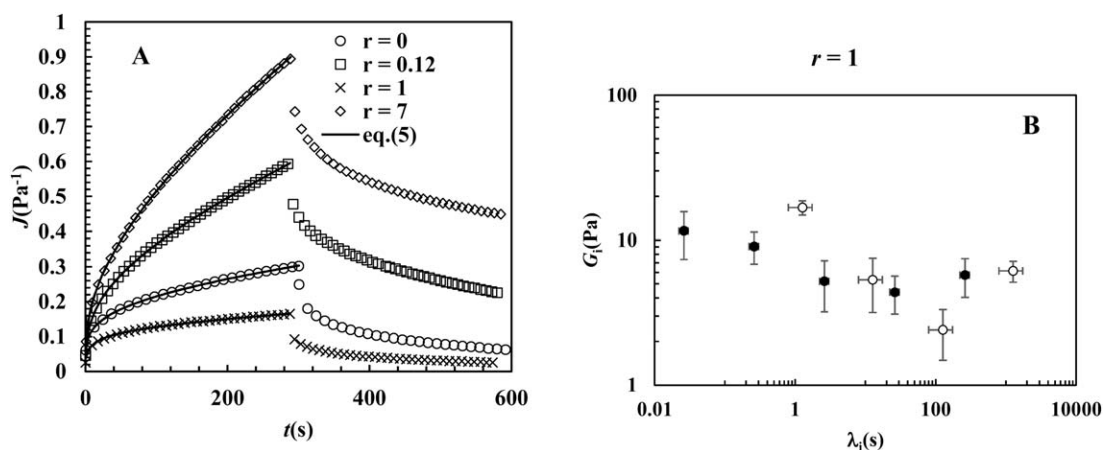 A
r = 0
r = 0.12
r = 1
r = 7
eq.(5)
J(Pa-1)
1
0.9
0.8
0.7
0.6
0.5
0.4
0.3
0.2
0.1
0
0
200
400
600
t(s)
r = 1
B
Gi(Pa)
100
10
1
0.01
1
100
10000
λi(s)